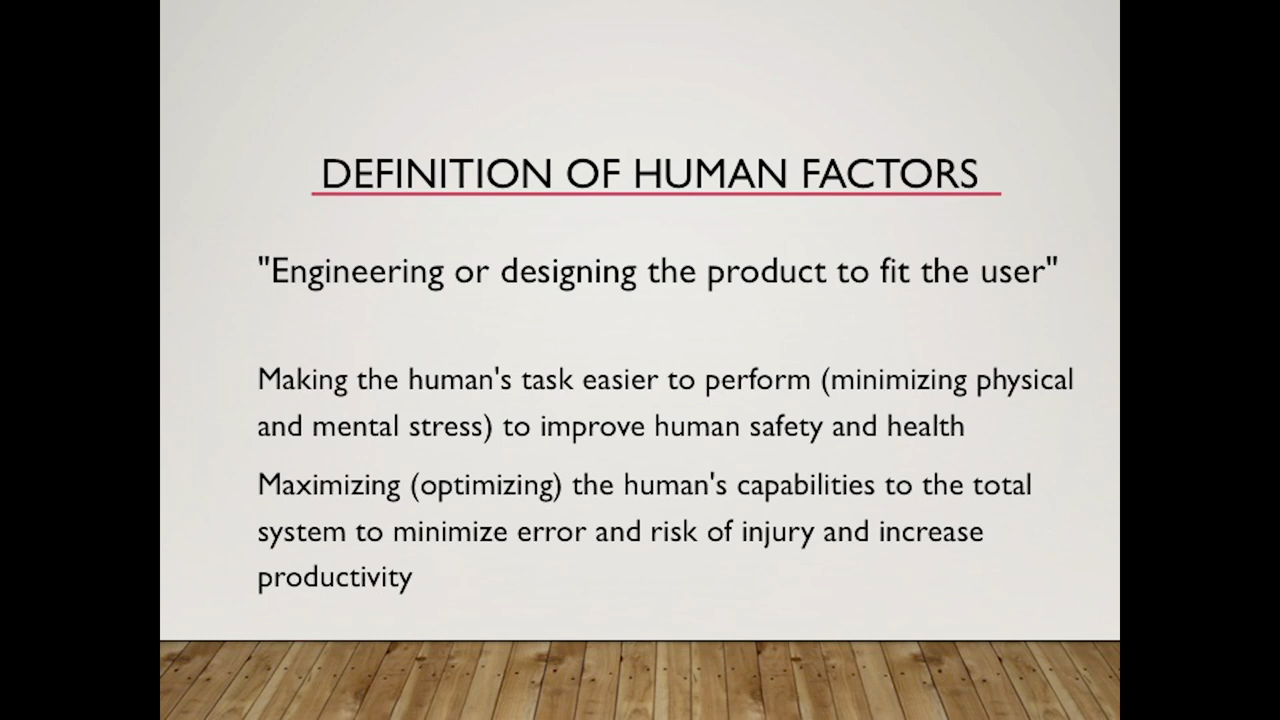 DEFINITION OF HUMAN FACTORS
"Engineering or designing the product to fit the user"
Making the human's task easier to perform (minimizing physical
and mental stress) to improve human safety and health
Maximizing (optimizing) the human's capabilities to the total
system to minimize error and risk of injury and increase
productivity